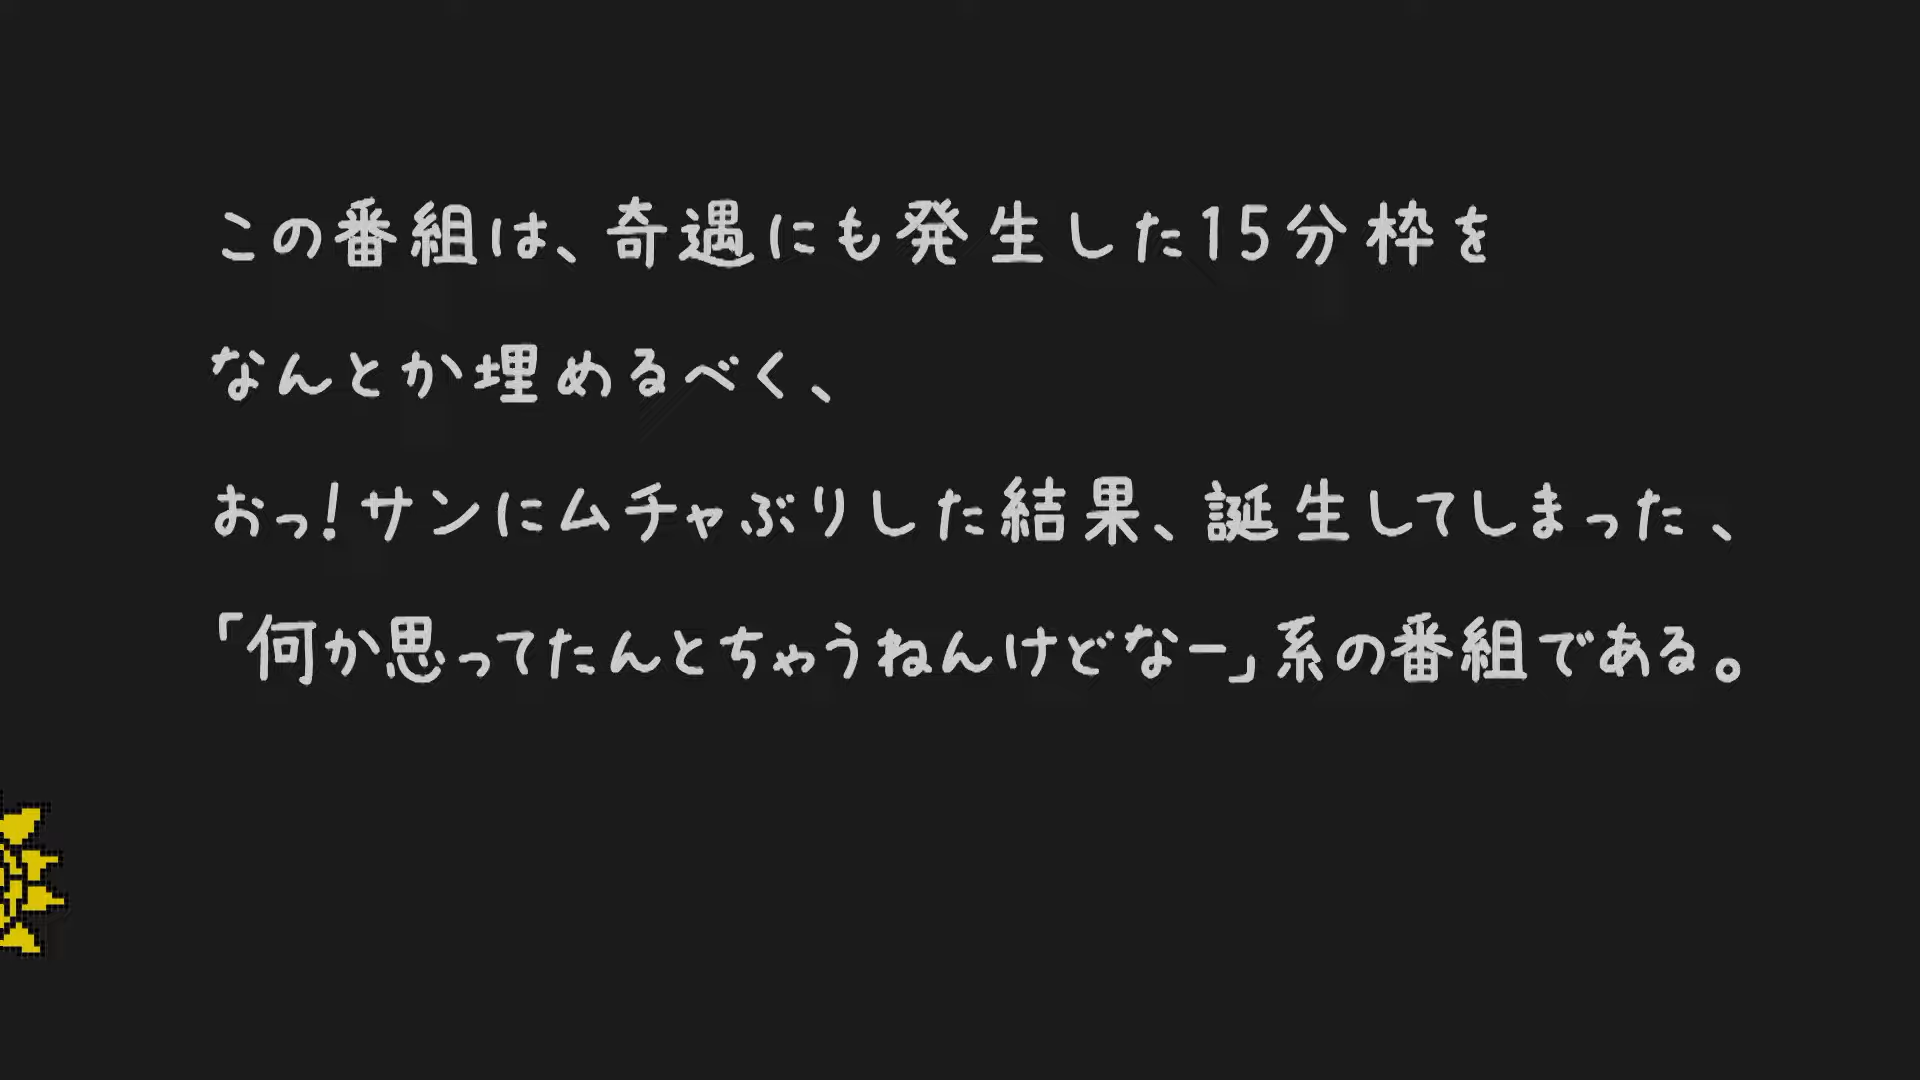 この番組は、奇遇にも発生した15分枠を
なんとか埋めるべく、
おっ!サンにムチャぶりした結果、誕生してしまった、
「何か思ってたんとちゃうねんけどなー」系の番組である。